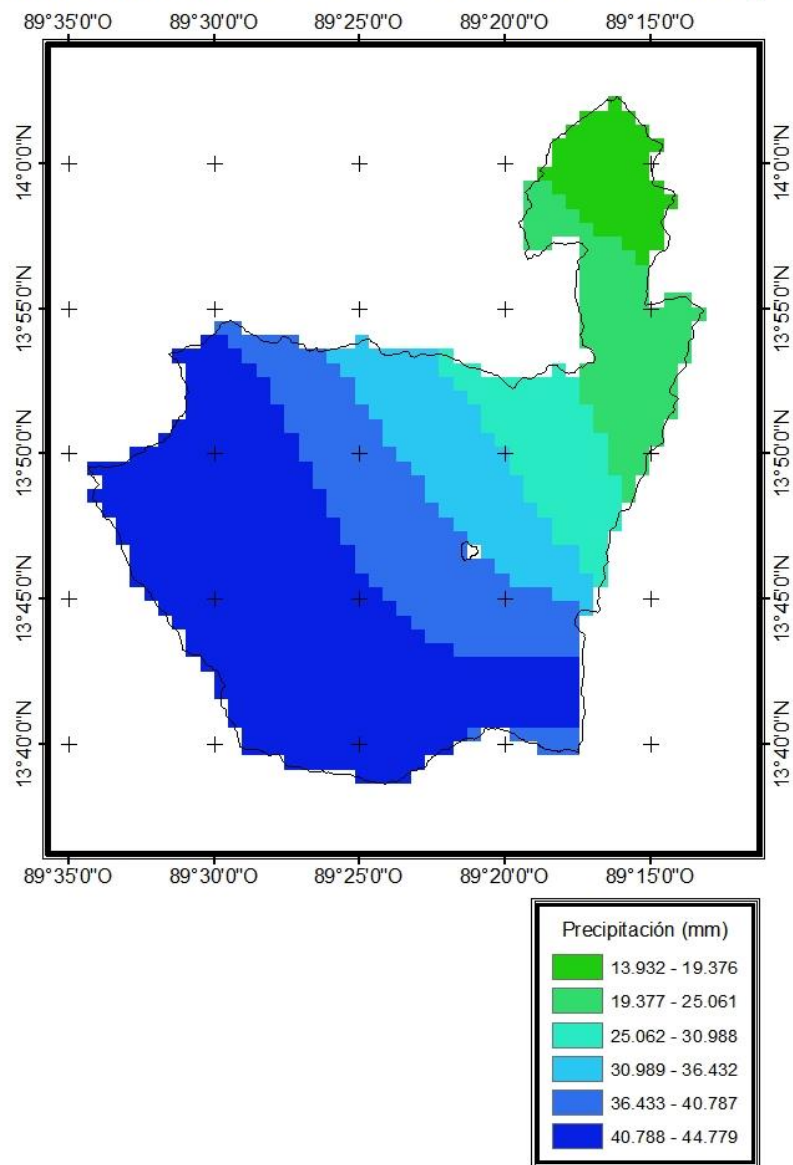 89°35'0"O 89°30'0"O 89°25'0"O 89°20'0"O 89°15'0"O
14°0'0"N 14°0'0"N
13°55'0"N 13°55'0"N
13°50'0"N 13°50'0"N
13°45'0"N 13°45'0"N
13°40'0"N 13°40'0"N
89°35'0"O 89°30'0"O 89°25'0"O 89°20'0"O 89°15'0"O
Precipitación (mm)
13.932 - 19.376
19.377 - 25.061
25.062 - 30.988
30.989 - 36.432
36.433 - 40.787
40.788 - 44.779